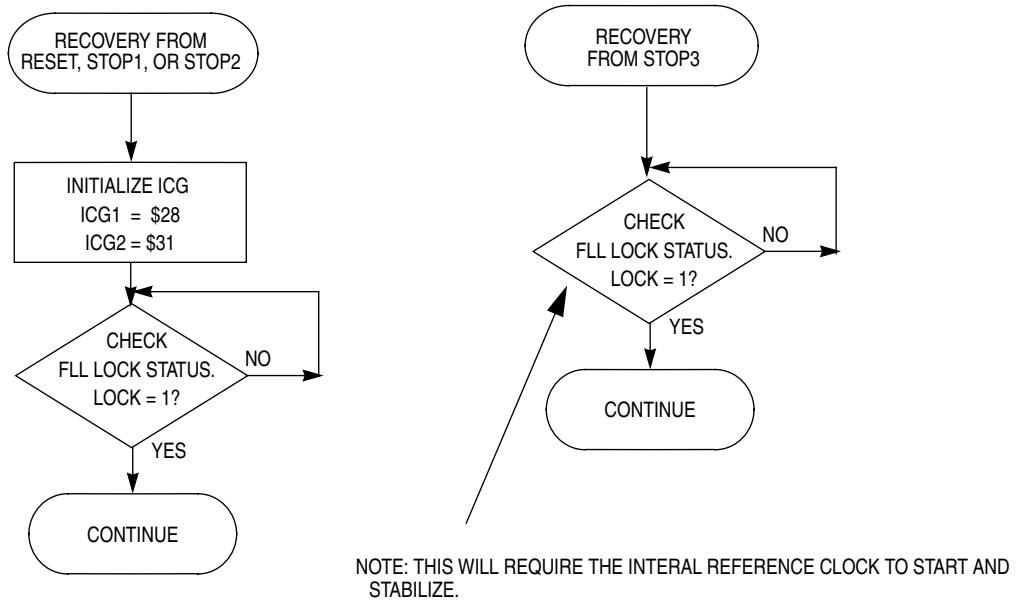 RECOVERY FROM
RESET, STOP1, OR STOP2
INITIALIZE ICG
ICG1 = $28
ICG2 = $31
CHECK
FLL LOCK STATUS.
LOCK = 1?
NO
YES
CONTINUE
RECOVERY
FROM STOP3
CHECK
FLL LOCK STATUS.
LOCK = 1?
NO
YES
CONTINUE
NOTE: THIS WILL REQUIRE THE INTERAL REFERENCE CLOCK TO START AND
STABILIZE.